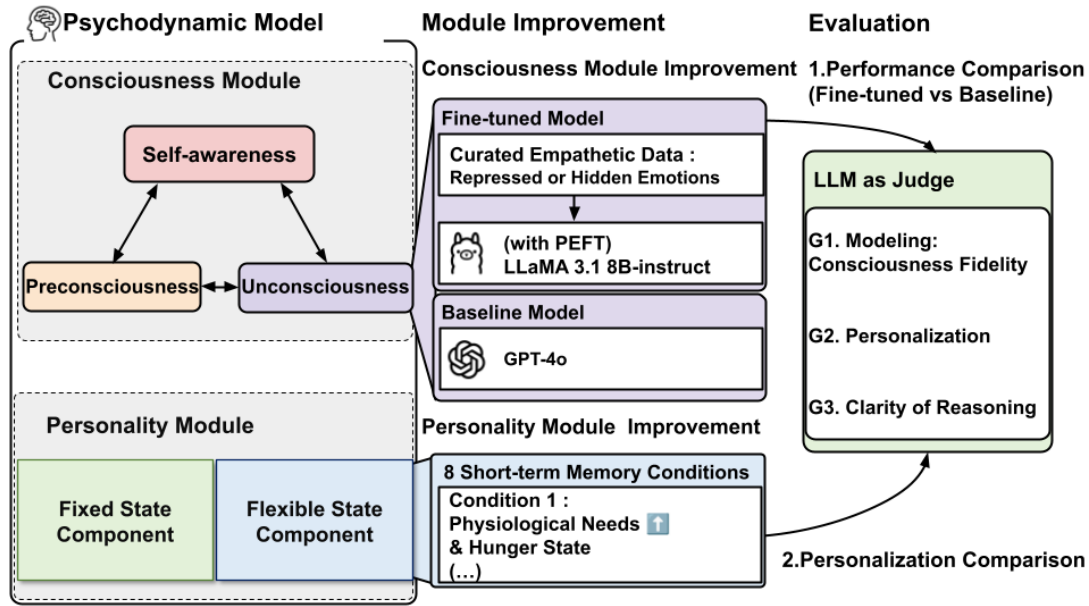 Psychodynamic Model
Consciousness Module
Self-awareness
Preconsciousness
Unconsciousness
Personality Module
Fixed State
Component
Flexible State
Component
Module Improvement
Consciousness Module Improvement
Fine-tuned Model
Curated Empathetic Data :
Repressed or Hidden Emotions
(with PEFT)
LLaMA 3.1 8B-instruct
Baseline Model
GPT-4o
Personality Module Improvement
8 Short-term Memory Conditions
Condition 1 :
Physiological Needs ⬆️
& Hunger State
(...)
Evaluation
1.Performance Comparison
(Fine-tuned vs Baseline)
LLM as Judge
G1. Modeling:
Consciousness Fidelity
G2. Personalization
G3. Clarity of Reasoning
2.Personalization Comparison